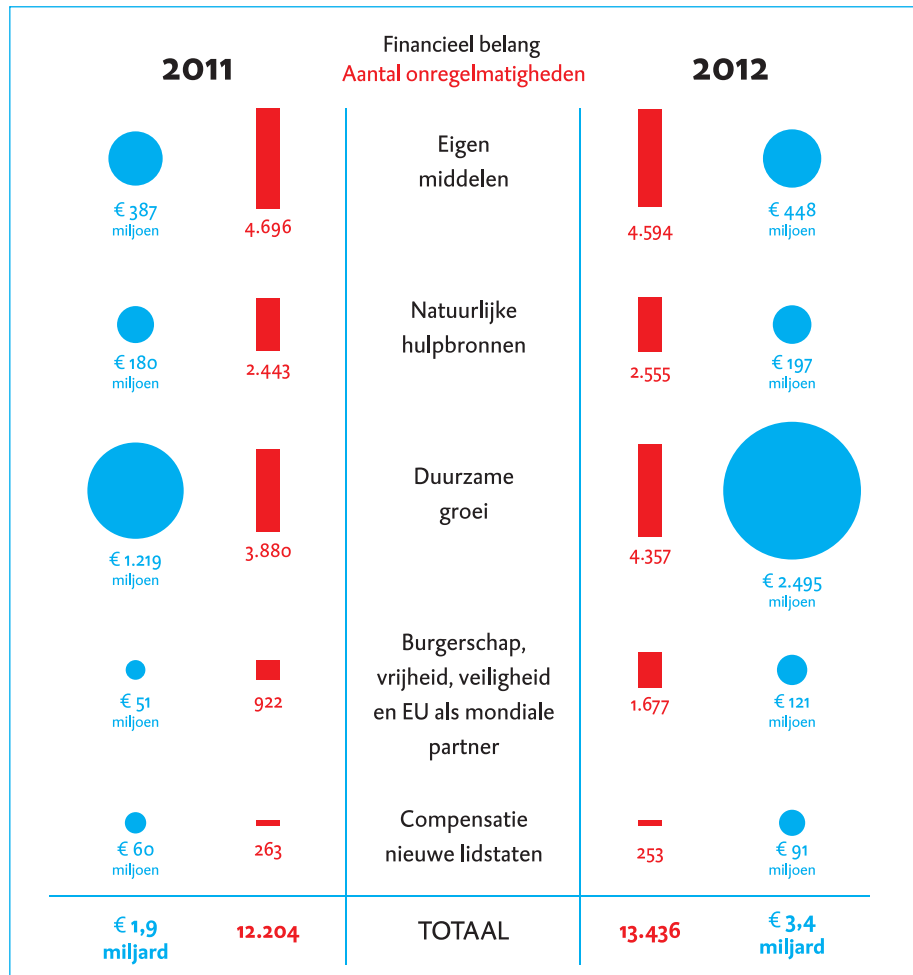 2011
Financieel belang
Aantal onregelmatigheden
2012
€ 387
miljoen
4.696
Eigen
middelen
4.594
€ 448
miljoen
€ 180
miljoen
2.443
Natuurlijke
hulpbronnen
2.555
€ 197
miljoen
€ 1.219
miljoen
3.880
Duurzame
groei
4.357
€ 2.495
miljoen
€ 51
miljoen
922
Burgerschap,
vrijheid, veiligheid
en EU als mondiale
partner
1.677
€ 121
miljoen
€ 60
miljoen
263
Compensatie
nieuwe lidstaten
253
€ 91
miljoen
€ 1,9
miljard
12.204
TOTAAL
13.436
€ 3,4
miljard